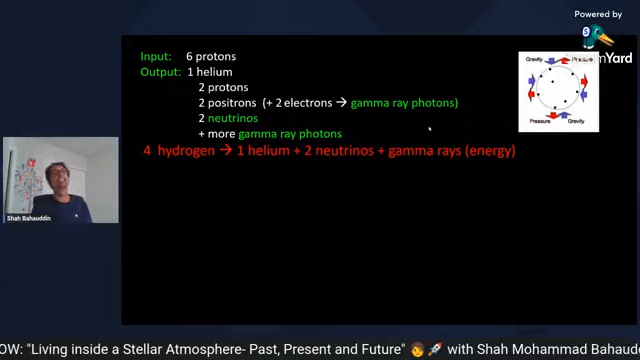 Powered by
S
eamYard
Input: 6 protons
Output: 1 helium
2 protons
2 positrons (+ 2 electrons → gamma ray photons)
2 neutrinos
+ more gamma ray photons
4 hydrogen → 1 helium + 2 neutrinos + gamma rays (energy)
Gravity
Pressure
Gravity
Shah Bahauddin
OW: "Living inside a Stellar Atmosphere- Past, Present and Future" 🧑🚀 with Shah Mohammad Bahaudd